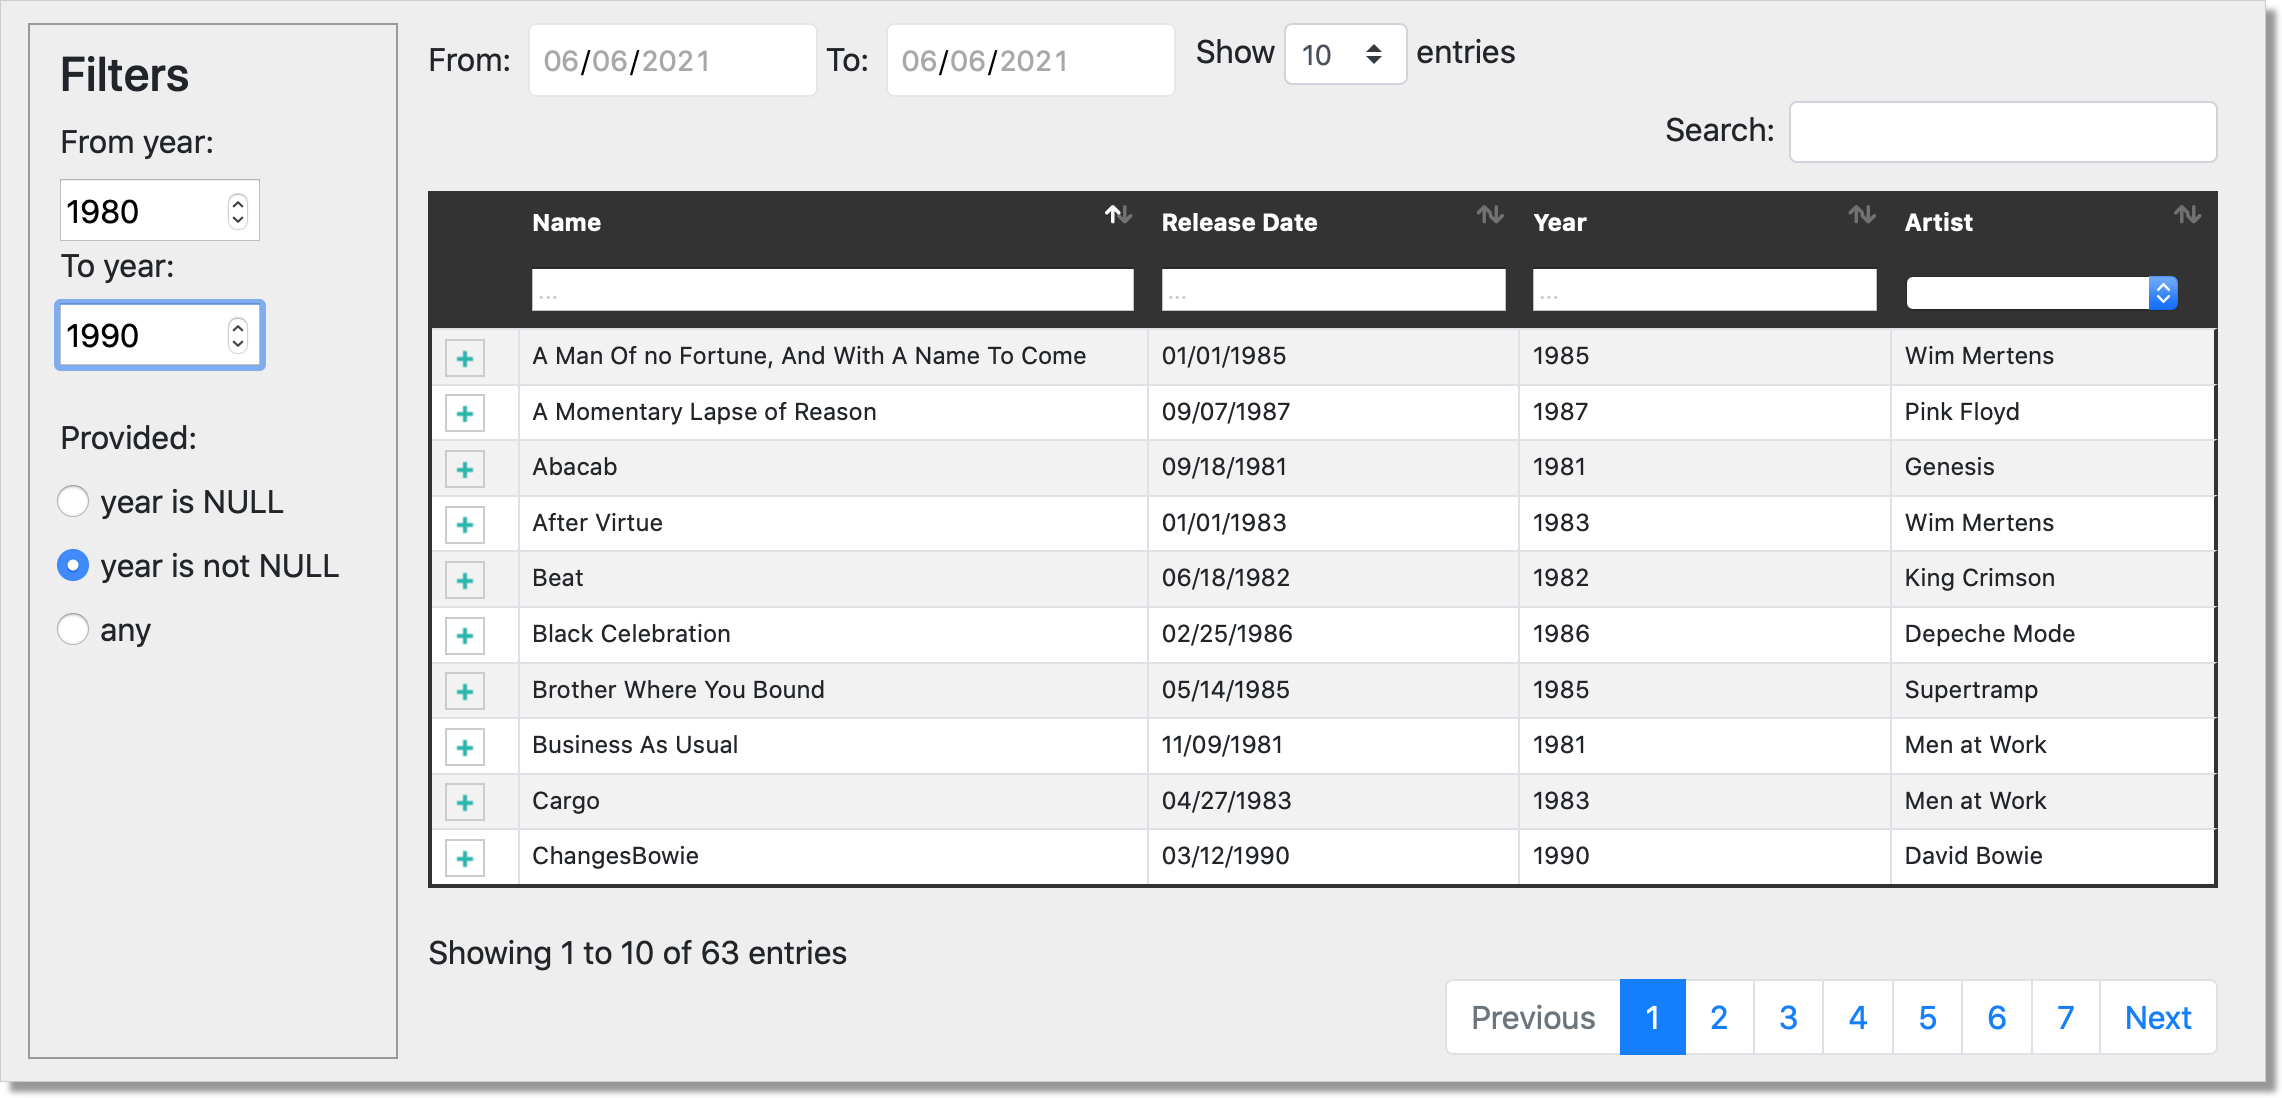 Filters
From year:
1980
To year:
1990
Provided:
year is NULL
year is not NULL
any
From: 06/06/2021 To: 06/06/2021 Show 10 entries
Search:
Name Release Date Year Artist
... ... ...
A Man Of no Fortune, And With A Name To Come 01/01/1985 1985 Wim Mertens
A Momentary Lapse of Reason 09/07/1987 1987 Pink Floyd
Abacab 09/18/1981 1981 Genesis
After Virtue 01/01/1983 1983 Wim Mertens
Beat 06/18/1982 1982 King Crimson
Black Celebration 02/25/1986 1986 Depeche Mode
Brother Where You Bound 05/14/1985 1985 Supertramp
Business As Usual 11/09/1981 1981 Men at Work
Cargo 04/27/1983 1983 Men at Work
ChangesBowie 03/12/1990 1990 David Bowie
Showing 1 to 10 of 63 entries
Previous 1 2 3 4 5 6 7 Next